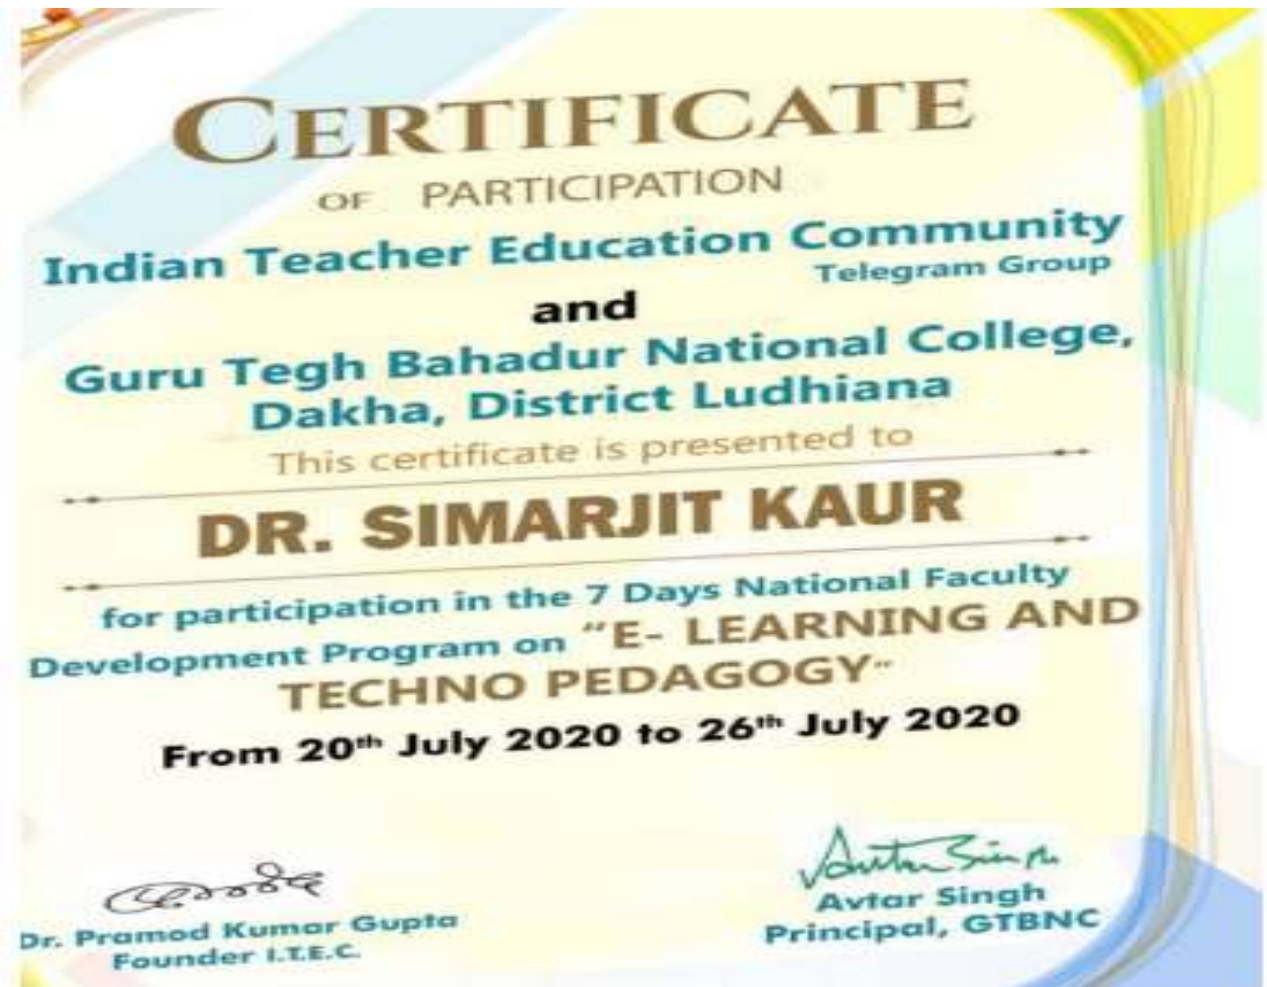 CERTIFICATE
OF PARTICIPATION
Indian Teacher Education Community
Telegram Group
and
Guru Tegh Bahadur National College,
Dakha, District Ludhiana
This certificate is presented to
DR. SIMARJIT KAUR
for participation in the 7 Days National Faculty
Development Program on “E- LEARNING AND
TECHNO PEDAGOGY”
From 20th July 2020 to 26th July 2020
Avtar Singh
Dr. Pramod Kumar Gupta
Founder I.T.E.C.
Avtar Singh
Principal, GTBNC